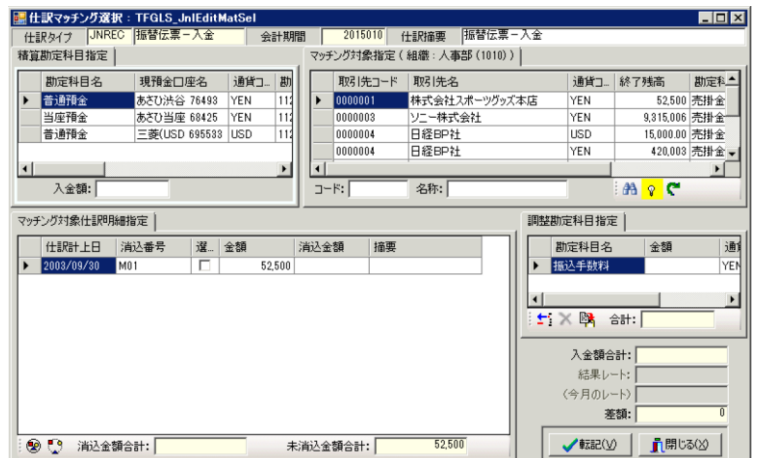 仕訳マッチング選択：TFGLS_JnlEditMatSel
仕訳タイプ JNREC 振替伝票－入金 会計期間 2015010 仕訳摘要 振替伝票－入金
積算勘定科目指定
勘定科目名 現預金口座名 通貨コ... 勘
普通預金 あさひ渋谷 76493 YEN 112
当座預金 あさひ当座 68425 YEN 112
普通預金 三菱(USD 695533 USD 112
入金額:
マッチング対象指定 ( 組織：人事部 (1010) )
取引先コード 取引先名 通貨コ... 終了残高 勘定科
0000001 株式会社スポーツグッズ本店 YEN 52,500 売掛金
0000003 ソニー株式会社 YEN 9,315,006 売掛金
0000004 日経BP社 USD 15,000.00 売掛金
0000004 日経BP社 YEN 420,003 売掛金
コード: 名称:
マッチング対象仕訳明細指定
仕訳計上日 消込番号 選... 金額 消込金額 摘要
2003/09/30 M01 52,500
消込金額合計: 未消込金額合計: 52,500
調整勘定科目指定
勘定科目名 金額 通貨
振込手数料 YEN
合計:
入金額合計:
結果レート:
(今月のレート)
差額: 0
転記(V) 閉じる(X)